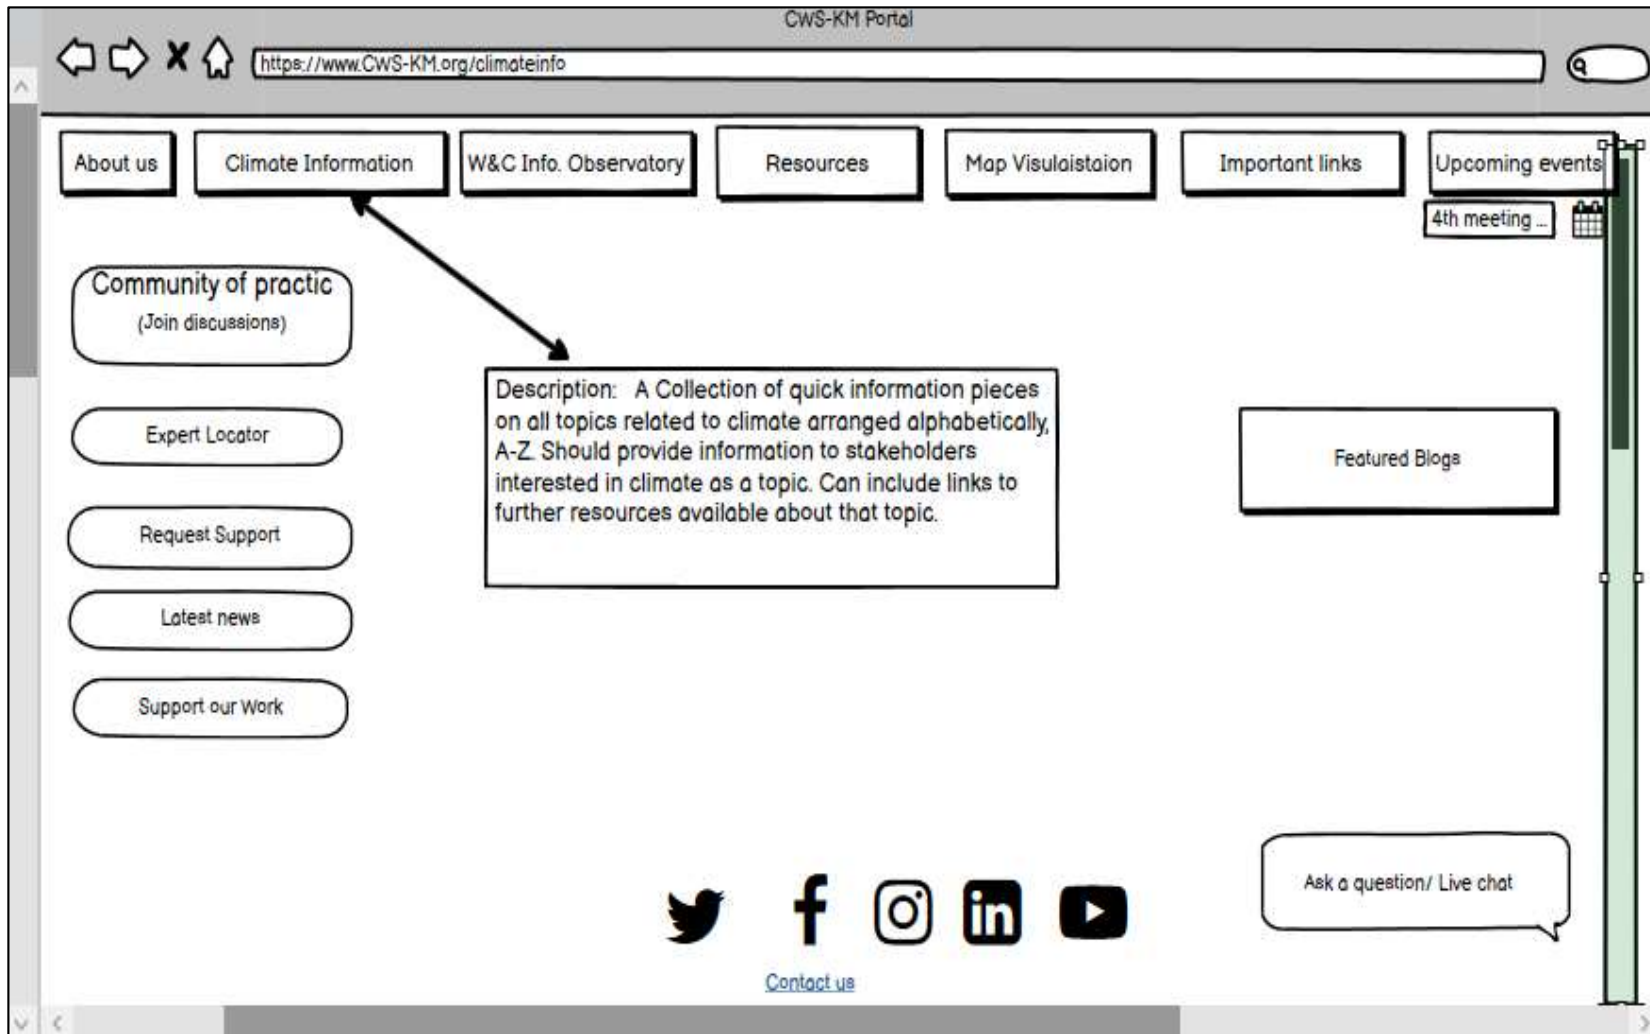 CWS-KM Portal
https://www.CWS-KM.org/climateinfo
About us
Climate Information
W&C Info. Observatory
Resources
Map Visulaistaion
Important links
Upcoming events
4th meeting ...
Community of practic
(Join discussions)
Expert Locator
Request Support
Latest news
Support our Work
Description: A Collection of quick information pieces
on all topics related to climate arranged alphabetically,
A-Z. Should provide information to stakeholders
interested in climate as a topic. Can include links to
further resources available about that topic.
Featured Blogs
Ask a question/ Live chat
Contact us